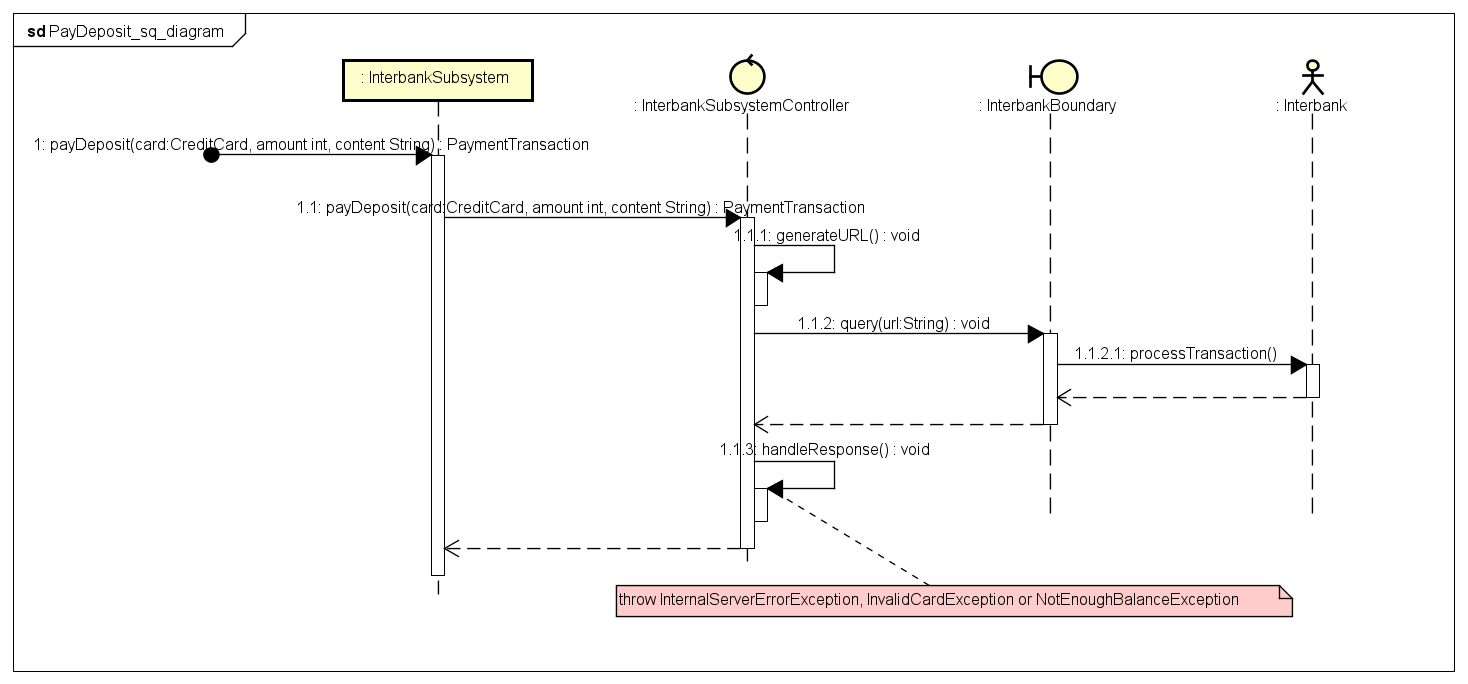 sd PayDeposit_sq_diagram
: InterbankSubsystem
: InterbankSubsystemController
: InterbankBoundary
: Interbank
1: payDeposit(card:CreditCard, amount int, content String) : PaymentTransaction
1.1: payDeposit(card:CreditCard, amount int, content String) : PaymentTransaction
1.1.1: generateURL() : void
1.1.2: query(url:String) : void
1.1.2.1: processTransaction()
1.1.3: handleResponse() : void
throw InternalServerErrorException, InvalidCardException or NotEnoughBalanceException